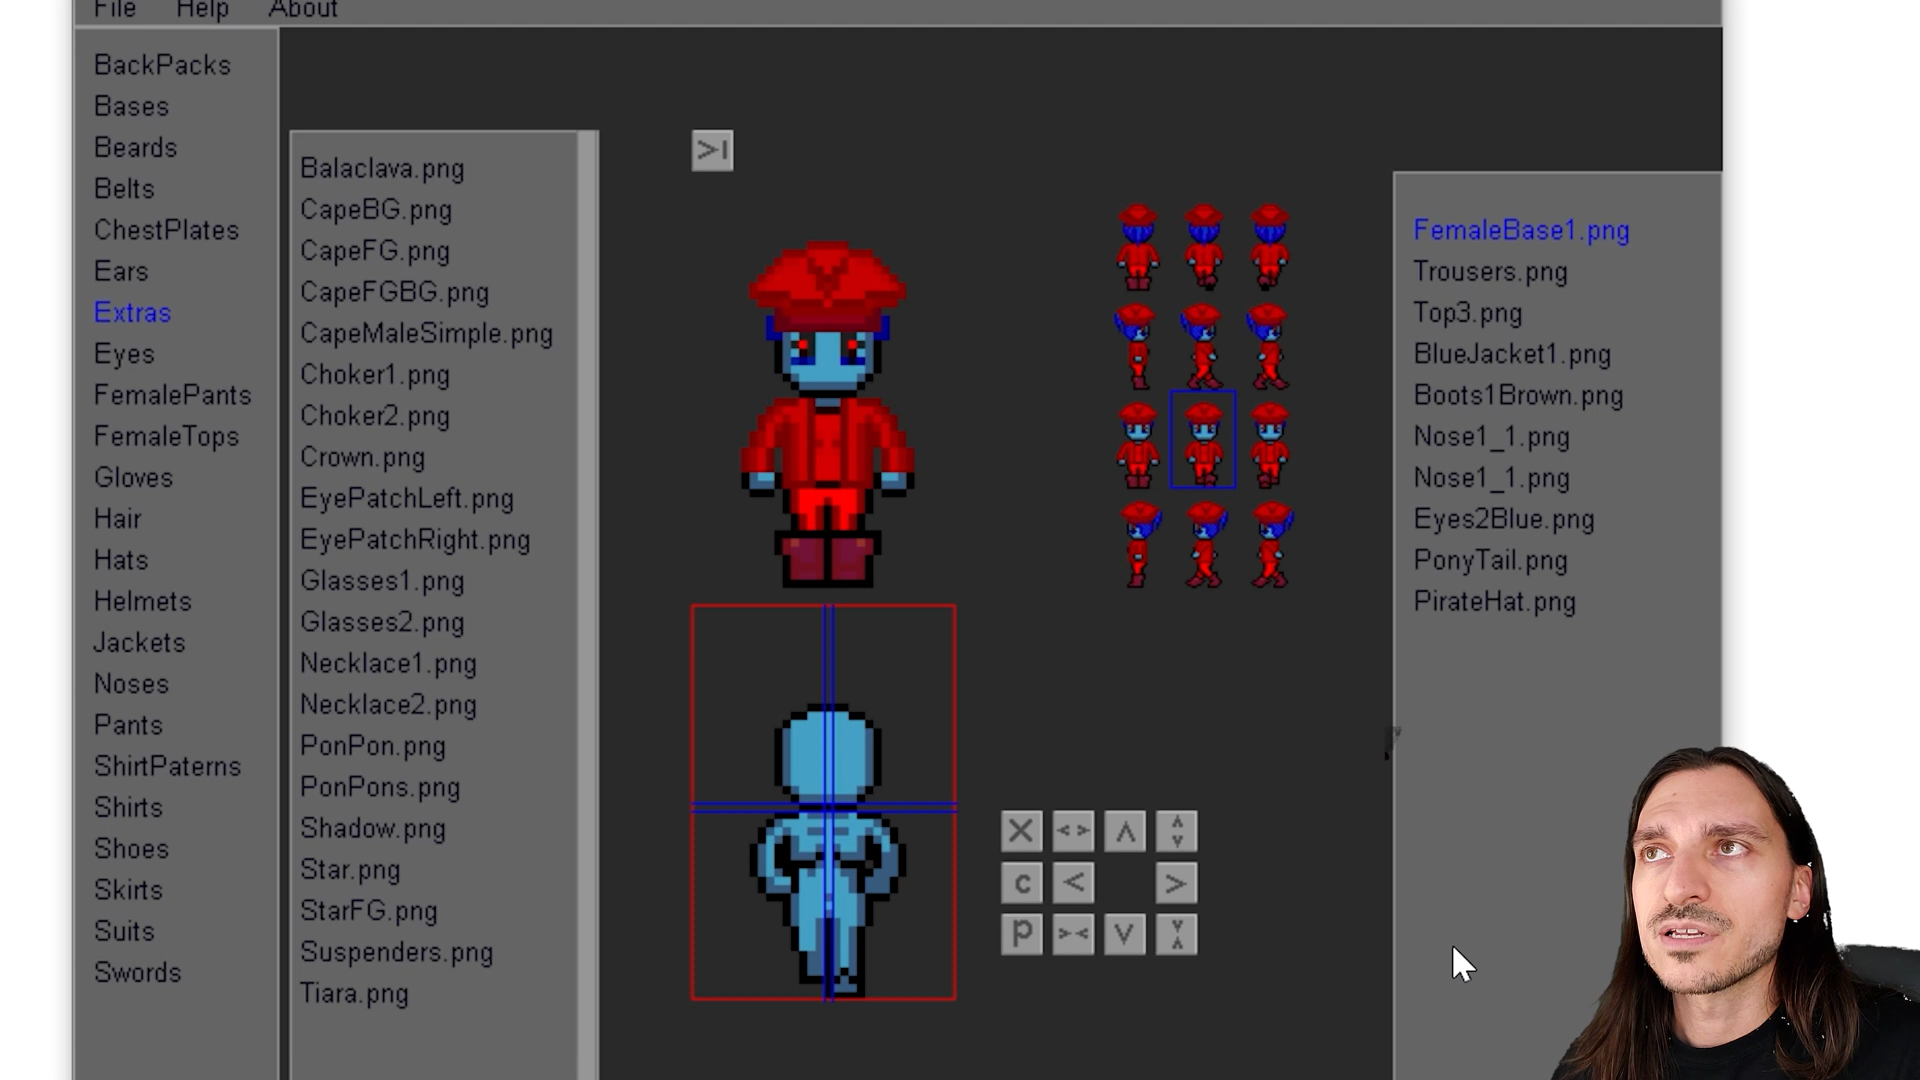 File Help About
BackPacks
Bases
Beards
Belts
ChestPlates
Ears
Extras
Eyes
FemalePants
FemaleTops
Gloves
Hair
Hats
Helmets
Jackets
Noses
Pants
ShirtPaterns
Shirts
Shoes
Skirts
Suits
Swords
Balaclava.png
CapeBG.png
CapeFG.png
CapeFGBG.png
CapeMaleSimple.png
Choker1.png
Choker2.png
Crown.png
EyePatchLeft.png
EyePatchRight.png
Glasses1.png
Glasses2.png
Necklace1.png
Necklace2.png
PonPon.png
PonPons.png
Shadow.png
Star.png
StarFG.png
Suspenders.png
Tiara.png
>|
X < > ^
c < >
p > < v
FemaleBase1.png
Trousers.png
Top3.png
BlueJacket1.png
Boots1Brown.png
Nose1_1.png
Nose1_1.png
Eyes2Blue.png
PonyTail.png
PirateHat.png